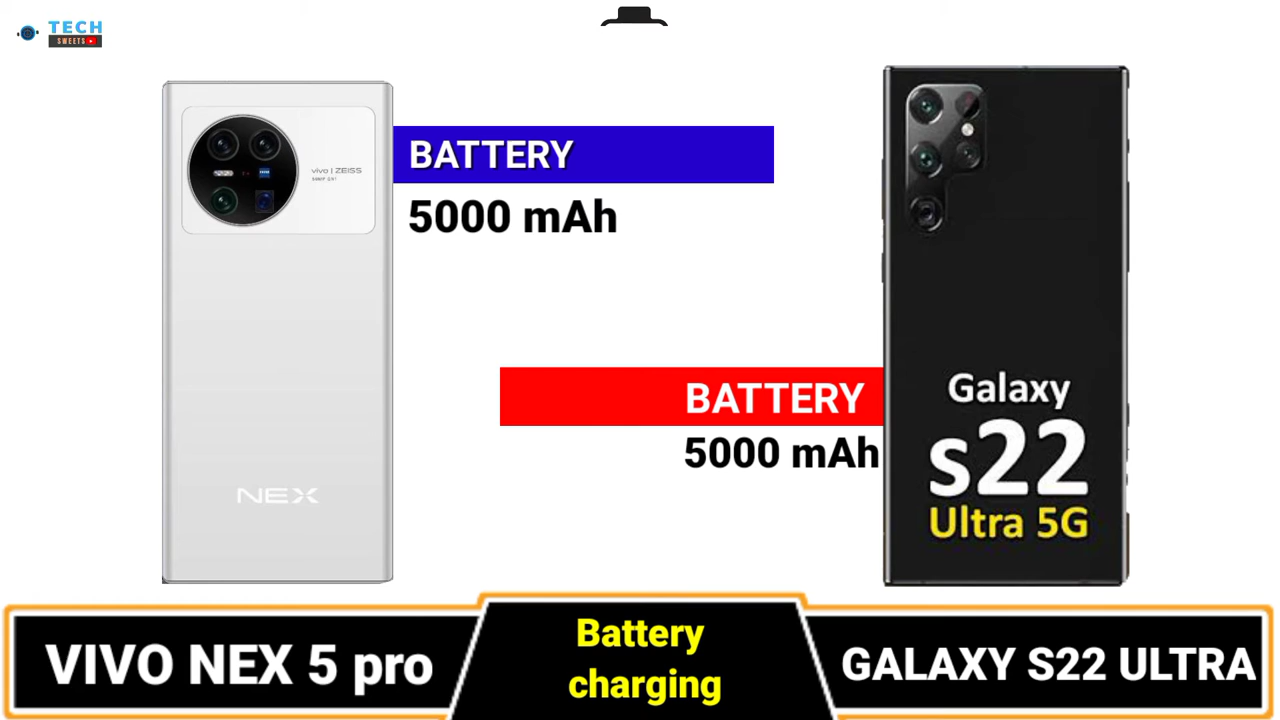 TECH
SWEETS
BATTERY
5000 mAh
vivo | ZEISS
NEX
BATTERY
5000 mAh
Galaxy
s22
Ultra 5G
VIVO NEX 5 pro
Battery
charging
GALAXY S22 ULTRA